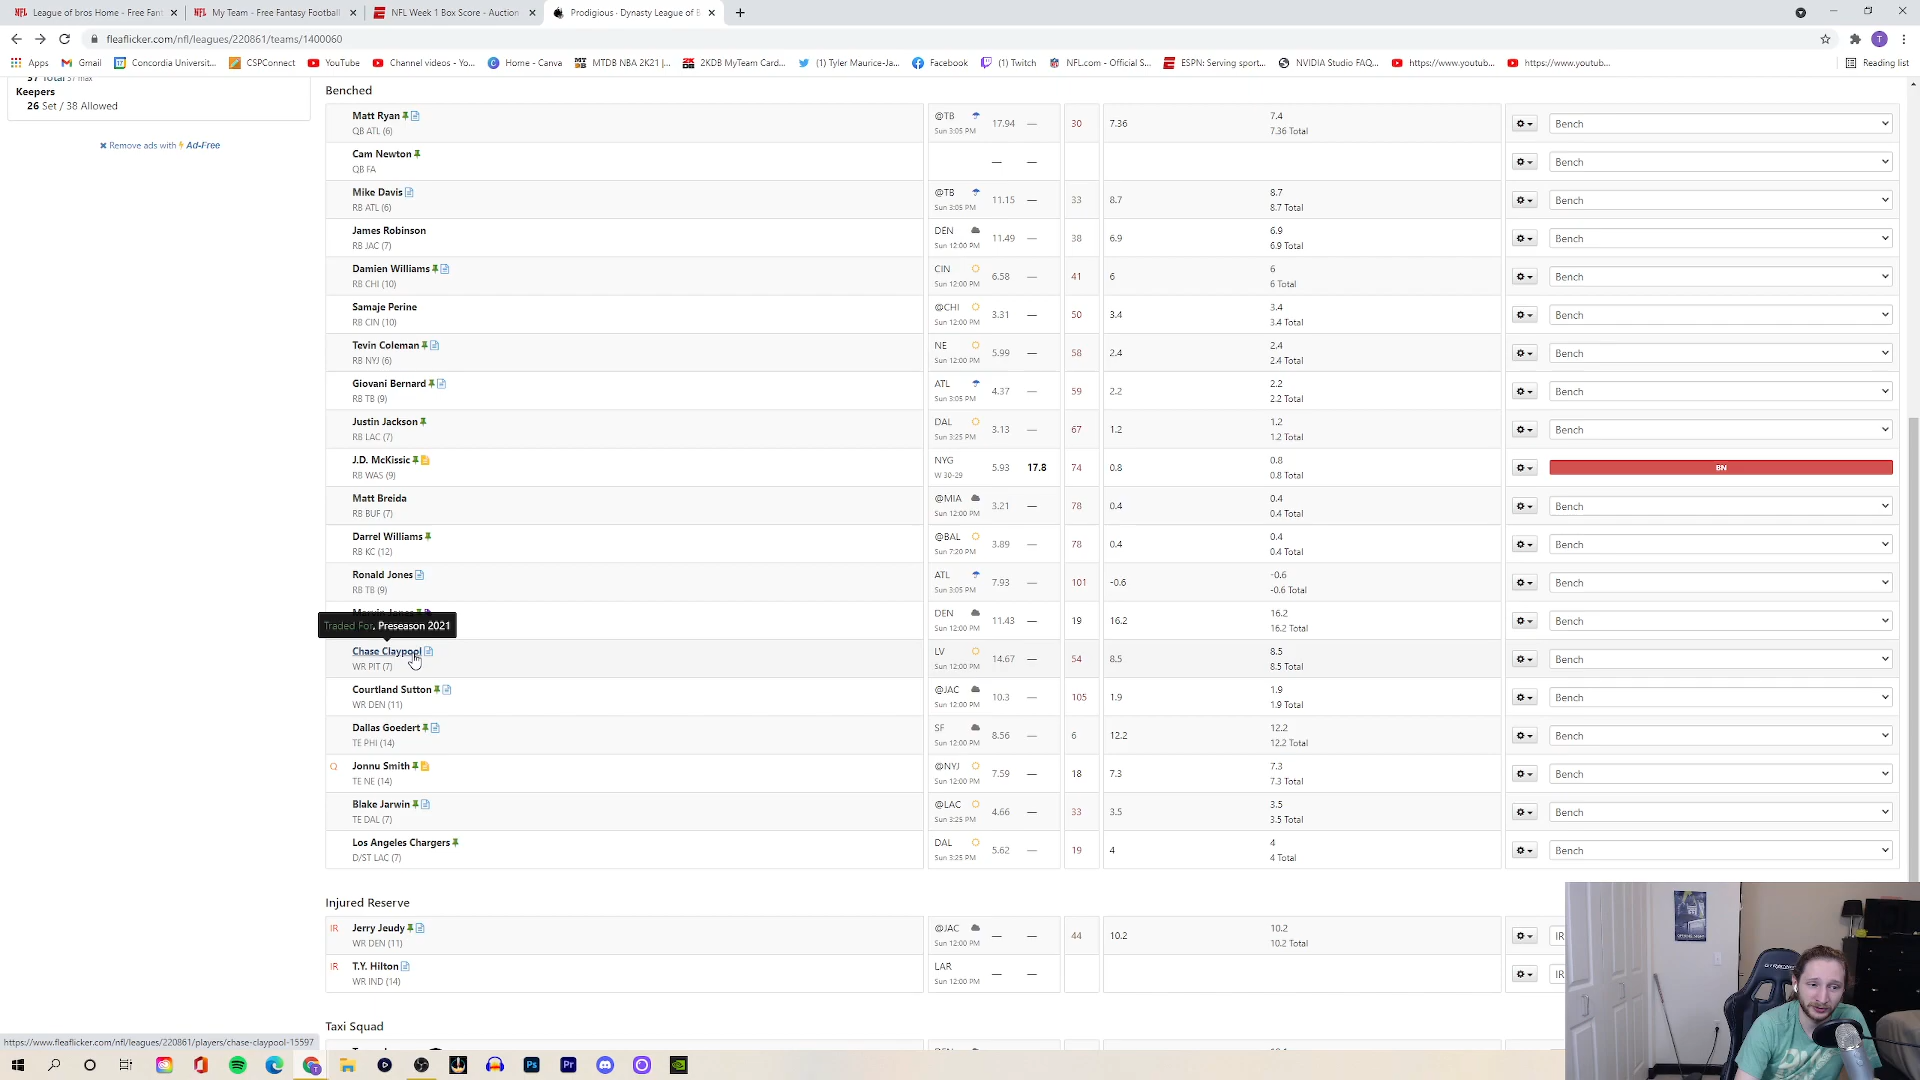 League of bros Home - Free Fan
My Team - Free Fantasy Football
NFL Week 1 Box Score - Auction
Prodigious - Dynasty League of B
fleaflicker.com/nfl/leagues/220861/teams/1400060
Apps
Gmail
Concordia Universit...
CSPConnect
YouTube
Channel videos - Yo...
Home - Canva
MTDB NBA 2K21 |...
2KDB MyTeam Card...
(1) Tyler Maurice-Ja...
Facebook
(1) Twitch
NFL.com - Official S...
ESPN: Serving sport...
NVIDIA Studio FAQ...
https://www.youtub...
https://www.youtub...
Reading list
37 Total 37 max
Keepers
26 Set / 38 Allowed
Remove ads with Ad-Free
Benched
Matt Ryan @TB 17.94 — 30 7.36 7.4 Bench
QB ATL (6) Sun 3:05 PM 7.36 Total
Cam Newton — — Bench
QB FA
Mike Davis @TB 11.15 — 33 8.7 8.7 Bench
RB ATL (6) Sun 3:05 PM 8.7 Total
James Robinson DEN 11.49 — 38 6.9 6.9 Bench
RB JAC (7) Sun 12:00 PM 6.9 Total
Damien Williams CIN 6.58 — 41 6 6 Bench
RB CHI (10) Sun 12:00 PM 6 Total
Samaje Perine @CHI 3.31 — 50 3.4 3.4 Bench
RB CIN (10) Sun 12:00 PM 3.4 Total
Tevin Coleman NE 5.99 — 58 2.4 2.4 Bench
RB NYJ (6) Sun 12:00 PM 2.4 Total
Giovani Bernard ATL 4.37 — 59 2.2 2.2 Bench
RB TB (9) Sun 3:05 PM 2.2 Total
Justin Jackson DAL 3.13 — 67 1.2 1.2 Bench
RB LAC (7) Sun 3:25 PM 1.2 Total
J.D. McKissic NYG 5.93 17.8 74 0.8 0.8 BN
RB WAS (9) W 30-29 0.8 Total
Matt Breida @MIA 3.21 — 78 0.4 0.4 Bench
RB BUF (7) Sun 12:00 PM 0.4 Total
Darrel Williams @BAL 3.89 — 78 0.4 0.4 Bench
RB KC (12) Sun 7:20 PM 0.4 Total
Ronald Jones ATL 7.93 — 101 -0.6 -0.6 Bench
RB TB (9) Sun 3:05 PM -0.6 Total
Marvin Jones DEN 11.43 — 19 16.2 16.2 Bench
Traded For, Preseason 2021 Sun 12:00 PM 16.2 Total
Chase Claypool LV 14.67 — 54 8.5 8.5 Bench
WR PIT (7) Sun 12:00 PM 8.5 Total
Courtland Sutton @JAC 10.3 — 105 1.9 1.9 Bench
WR DEN (11) Sun 12:00 PM 1.9 Total
Dallas Goedert SF 8.56 — 6 12.2 12.2 Bench
TE PHI (14) Sun 12:00 PM 12.2 Total
Q Jonnu Smith @NYJ 7.59 — 18 7.3 7.3 Bench
TE NE (14) Sun 12:00 PM 7.3 Total
Blake Jarwin @LAC 4.66 — 33 3.5 3.5 Bench
TE DAL (7) Sun 3:25 PM 3.5 Total
Los Angeles Chargers DAL 5.62 — 19 4 4 Bench
D/ST LAC (7) Sun 3:25 PM 4 Total
Injured Reserve
IR Jerry Jeudy @JAC — — 44 10.2 10.2 IR
WR DEN (11) Sun 12:00 PM 10.2 Total
IR T.Y. Hilton LAR — — IR
WR IND (14) Sun 12:00 PM
Taxi Squad
https://www.fleaflicker.com/nfl/leagues/220861/players/chase-claypool-15597